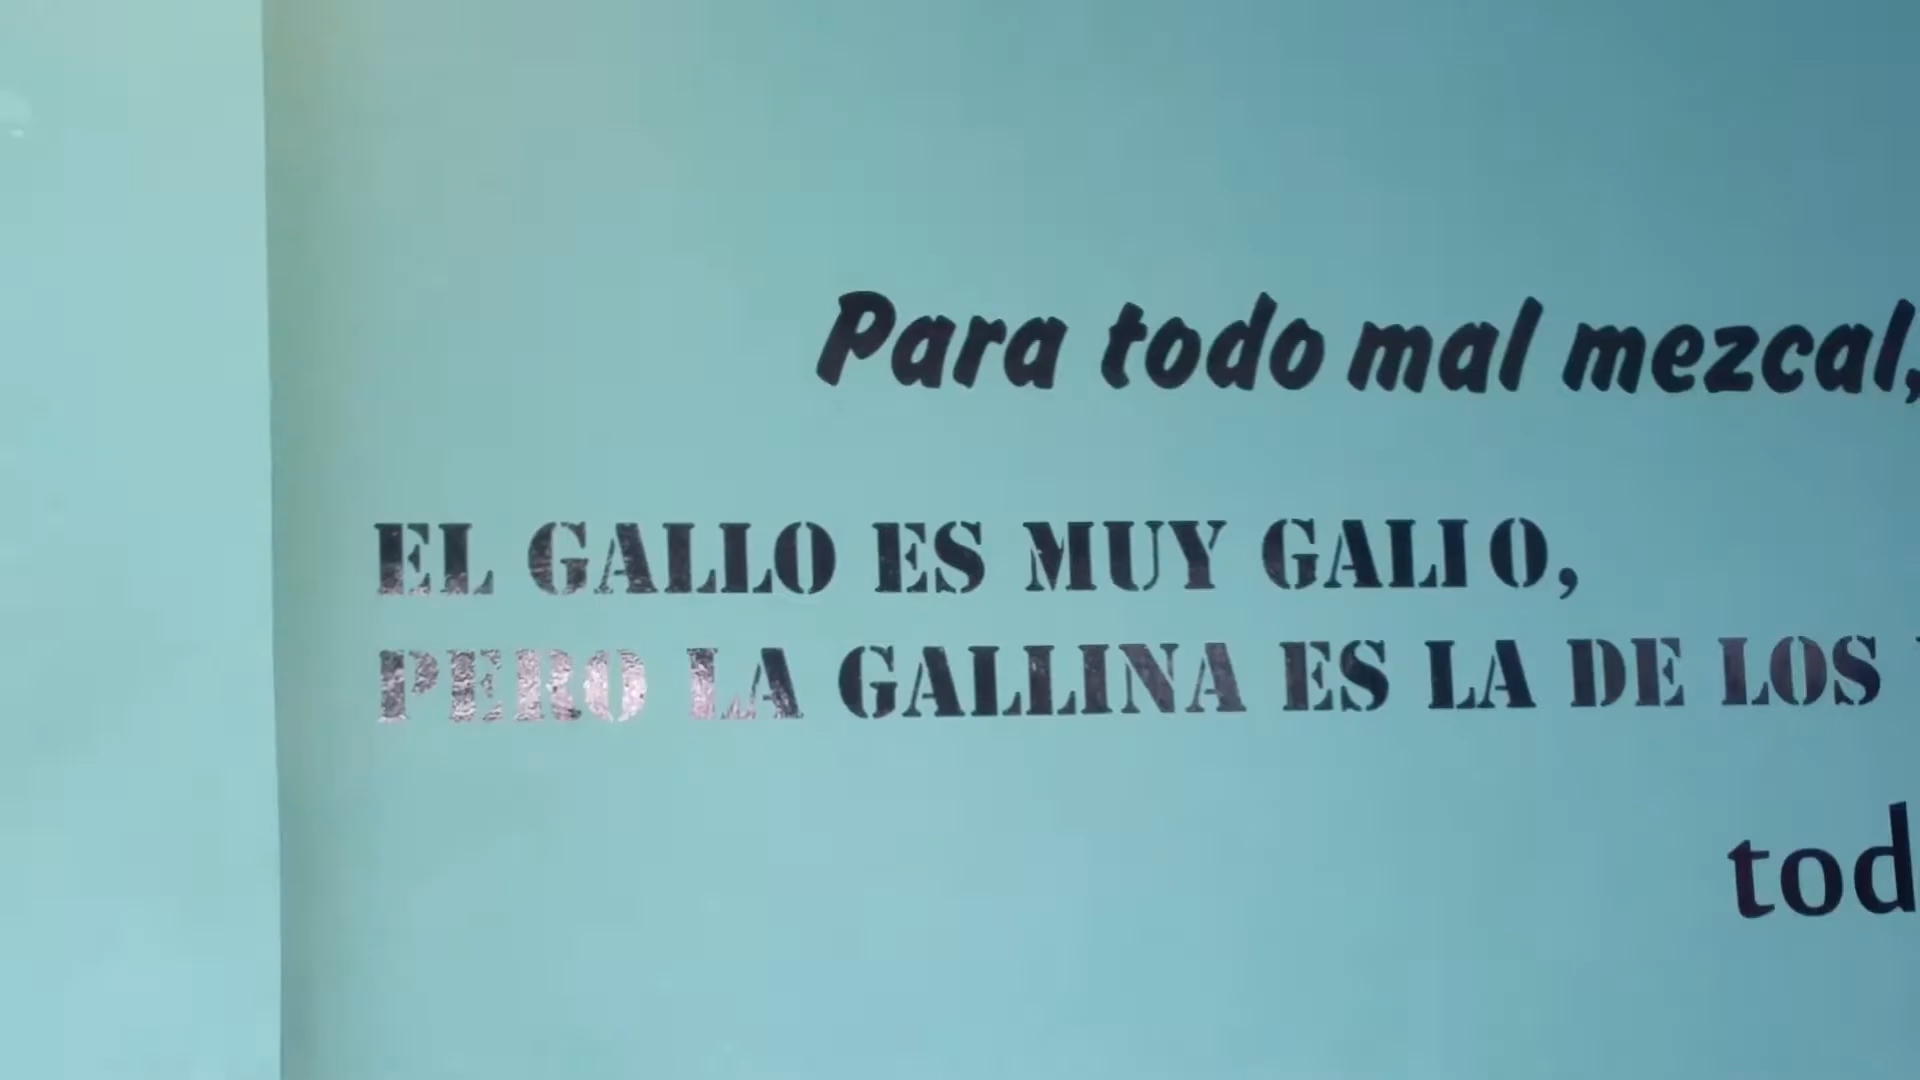 Para todo mal mezcal,
EL GALLO ES MUY GALIO,
PERO LA GALLINA ES LA DE LOS
tod